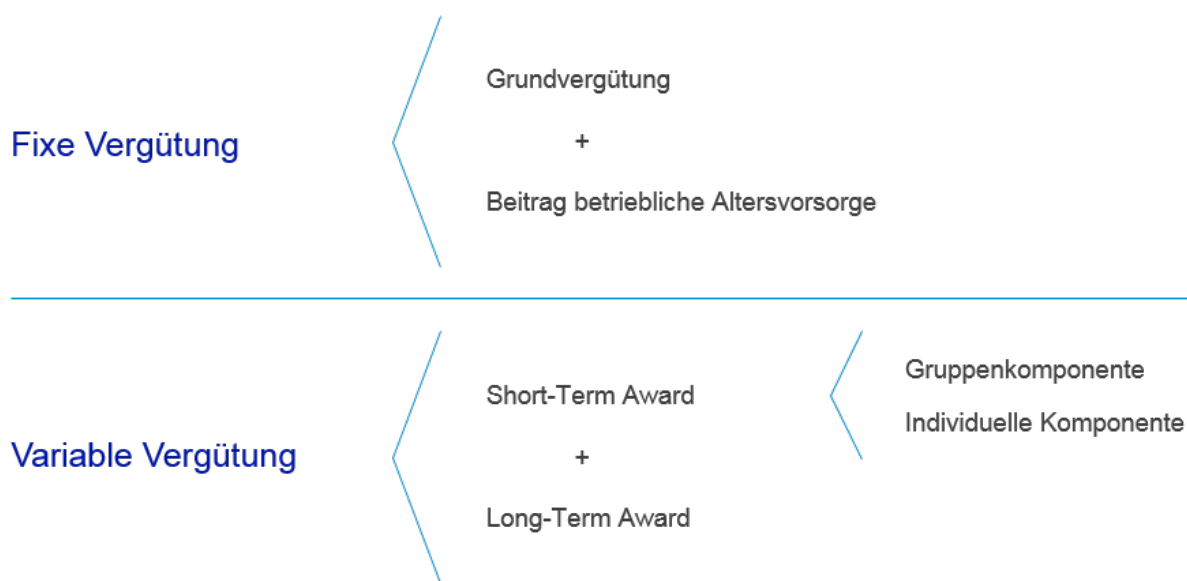 Fixe Vergütung
Grundvergütung
+
Beitrag betriebliche Altersvorsorge
Variable Vergütung
Short-Term Award
+
Long-Term Award
Gruppenkomponente
Individuelle Komponente